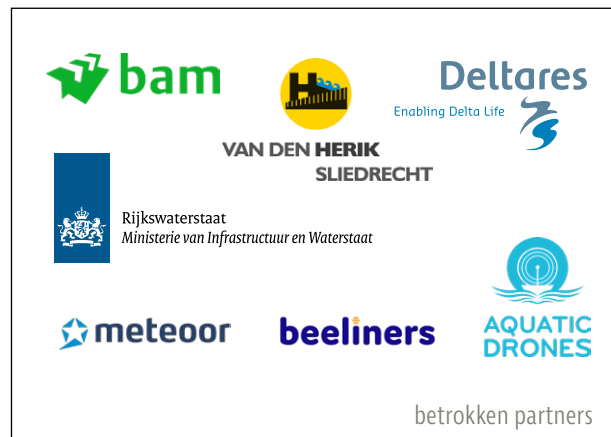 bam
Deltares
Enabling Delta Life
VAN DEN HERIK
SLIEDRECHT
Rijkswaterstaat
Ministerie van Infrastructuur en Waterstaat
meteoor
beeliners
AQUATIC
DRONES
betrokken partners